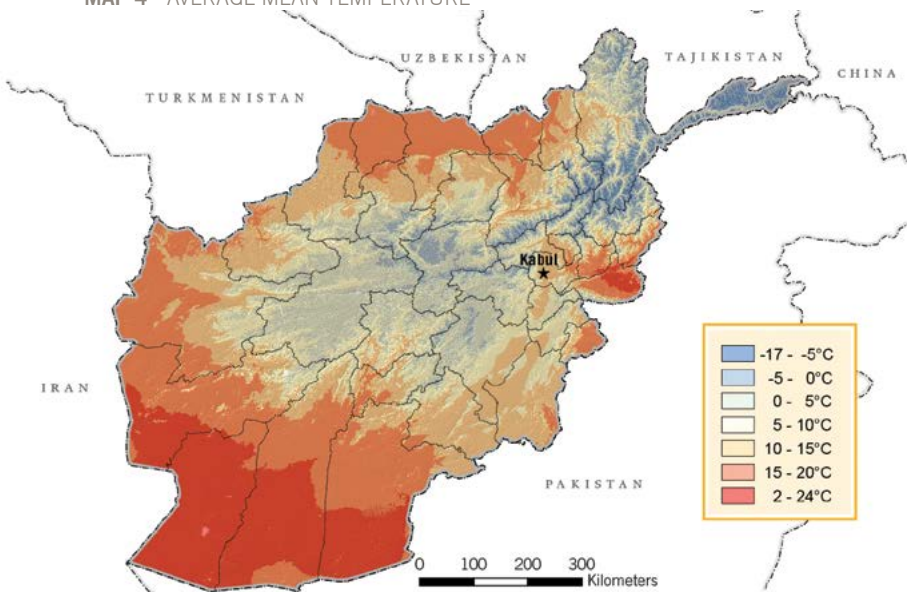 MAP 4 AVERAGE MEAN TEMPERATURE
UZBEKISTAN
TAJIKISTAN
CHINA
TURKMENISTAN
Kabul
IRAN
PAKISTAN
-17 - -5°C
-5 - 0°C
0 - 5°C
5 - 10°C
10 - 15°C
15 - 20°C
2 - 24°C
0 100 200 300
Kilometers